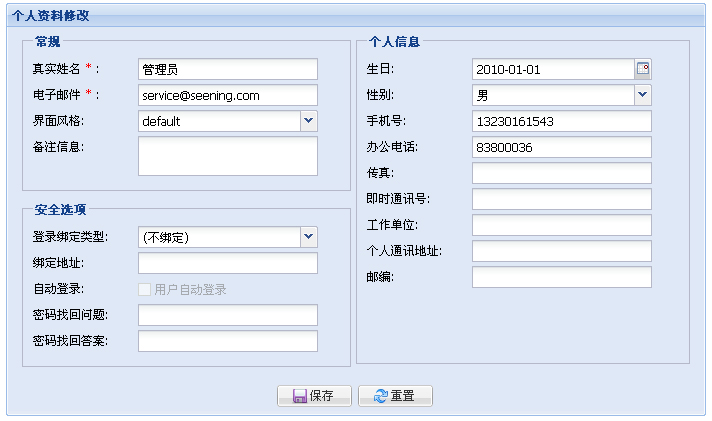 个人资料修改
常规
真实姓名 * :
管理员
电子邮件 * :
service@seening.com
界面风格:
default
备注信息:
安全选项
登录绑定类型:
(不绑定)
绑定地址:
自动登录:
用户自动登录
密码找回问题:
密码找回答案:
个人信息
生日:
2010-01-01
性别:
男
手机号:
13230161543
办公电话:
83800036
传真:
即时通讯号:
工作单位:
个人通讯地址:
邮编:
保存
重置